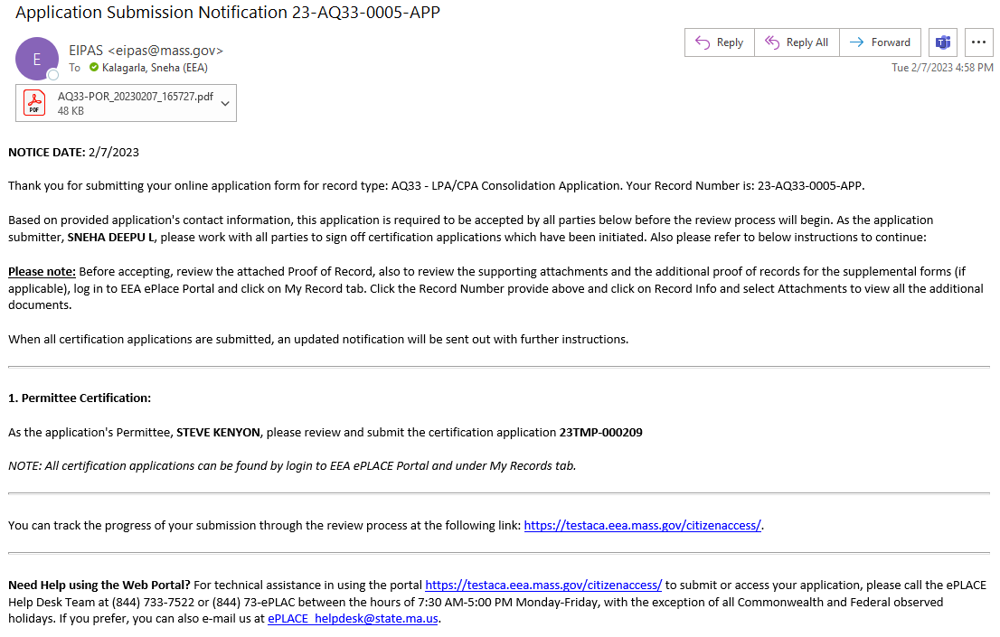 Application Submission Notification 23-AQ33-0005-APP
E
EIPAS <eipas@mass.gov>
To Kalagarla, Sneha (EEA)
Reply Reply All Forward
Tue 2/7/2023 4:58 PM
PDF
AQ33-POR_20230207_165727.pdf
48 KB
NOTICE DATE: 2/7/2023
Thank you for submitting your online application form for record type: AQ33 - LPA/CPA Consolidation Application. Your Record Number is: 23-AQ33-0005-APP.
Based on provided application's contact information, this application is required to be accepted by all parties below before the review process will begin. As the application
submitter, SNEHA DEEPU L, please work with all parties to sign off certification applications which have been initiated. Also please refer to below instructions to continue:
Please note: Before accepting, review the attached Proof of Record, also to review the supporting attachments and the additional proof of records for the supplemental forms (if
applicable), log in to EEA ePlace Portal and click on My Record tab. Click the Record Number provide above and click on Record Info and select Attachments to view all the additional
documents.
When all certification applications are submitted, an updated notification will be sent out with further instructions.
1. Permittee Certification:
As the application's Permittee, STEVE KENYON, please review and submit the certification application 23TMP-000209
NOTE: All certification applications can be found by login to EEA ePLACE Portal and under My Records tab.
You can track the progress of your submission through the review process at the following link: https://testaca.eea.mass.gov/citizenaccess/.
Need Help using the Web Portal? For technical assistance in using the portal https://testaca.eea.mass.gov/citizenaccess/ to submit or access your application, please call the ePLACE
Help Desk Team at (844) 733-7522 or (844) 73-ePLAC between the hours of 7:30 AM-5:00 PM Monday-Friday, with the exception of all Commonwealth and Federal observed
holidays. If you prefer, you can also e-mail us at ePLACE_helpdesk@state.ma.us.